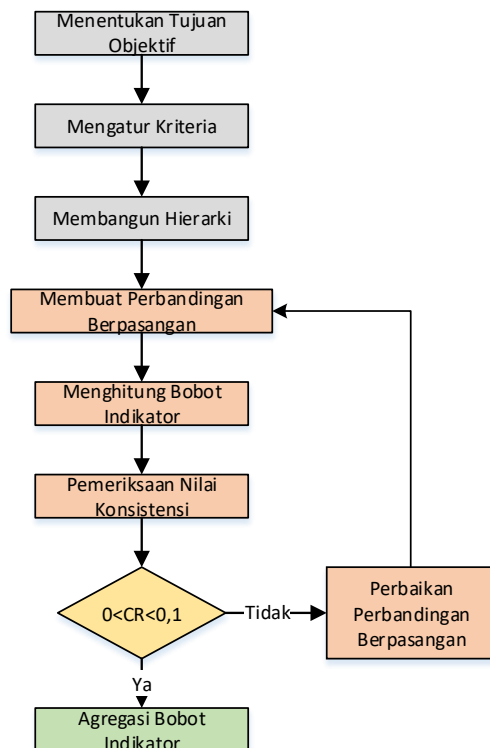 Menentukan Tujuan
Objektif
Mengatur Kriteria
Membangun Hierarki
Membuat Perbandingan
Berpasangan
Menghitung Bobot
Indikator
Pemeriksaan Nilai
Konsistensi
0<CR<0,1
Tidak
Perbaikan
Perbandingan
Berpasangan
Ya
Agregasi Bobot
Indikator